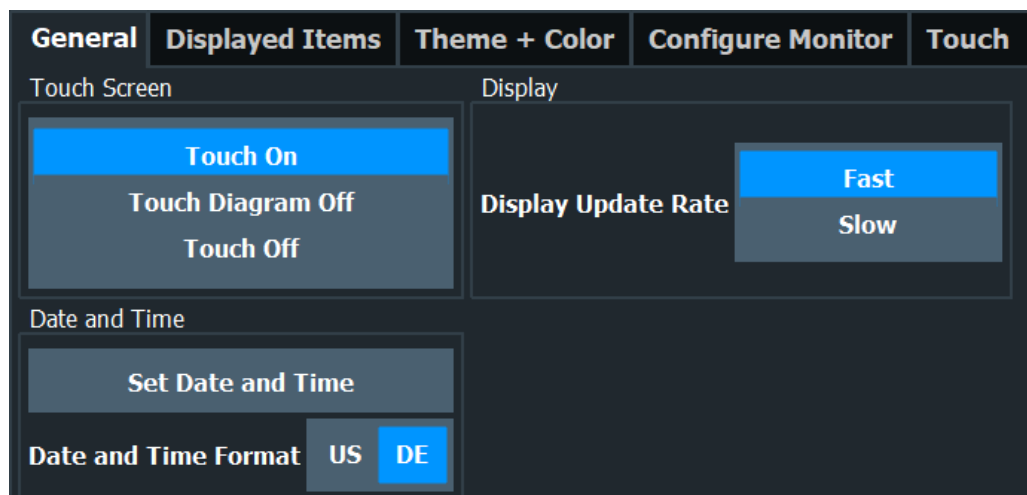 General Displayed Items Theme + Color Configure Monitor Touch
Touch Screen
Touch On
Touch Diagram Off
Touch Off
Display
Display Update Rate
Fast
Slow
Date and Time
Set Date and Time
Date and Time Format US DE